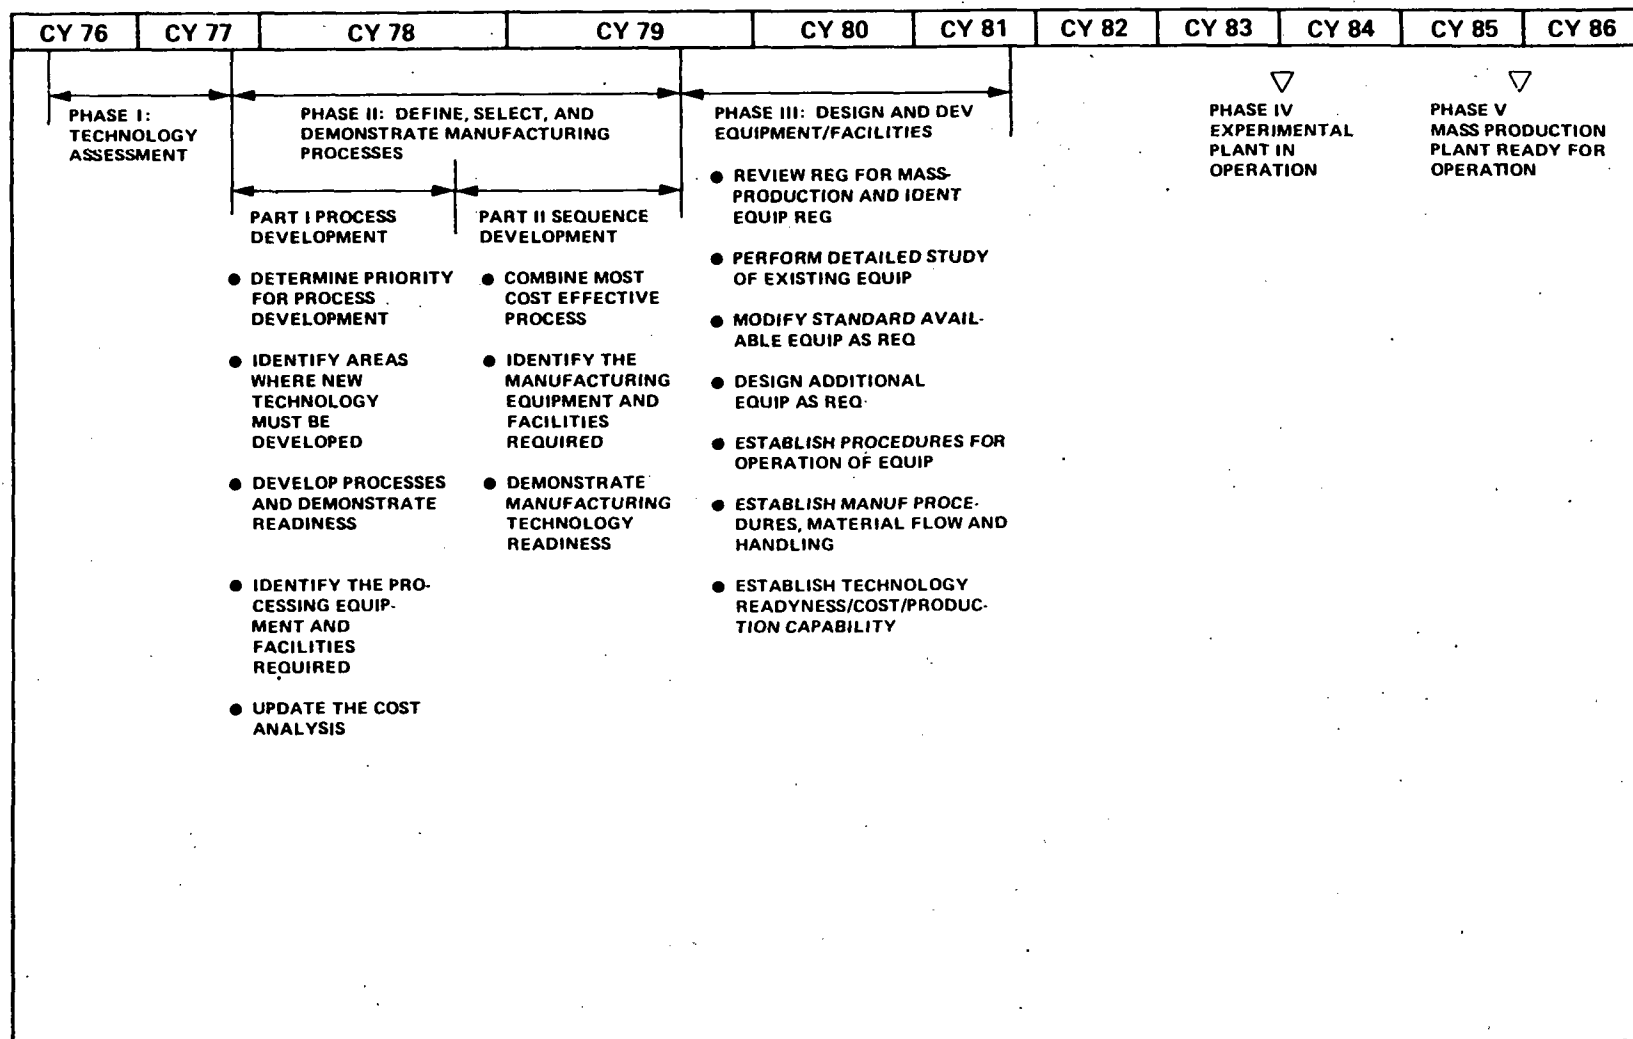 CY 76 CY 77 CY 78 CY 79 CY 80 CY 81 CY 82 CY 83 CY 84 CY 85 CY 86
PHASE I:
TECHNOLOGY
ASSESSMENT
PHASE II: DEFINE, SELECT, AND
DEMONSTRATE MANUFACTURING
PROCESSES
PART I PROCESS
DEVELOPMENT
● DETERMINE PRIORITY
FOR PROCESS
DEVELOPMENT
● IDENTIFY AREAS
WHERE NEW
TECHNOLOGY
MUST BE
DEVELOPED
● DEVELOP PROCESSES
AND DEMONSTRATE
READINESS
● IDENTIFY THE PRO-
CESSING EQUIP-
MENT AND
FACILITIES
REQUIRED
● UPDATE THE COST
ANALYSIS
PART II SEQUENCE
DEVELOPMENT
● COMBINE MOST
COST EFFECTIVE
PROCESS
● IDENTIFY THE
MANUFACTURING
EQUIPMENT AND
FACILITIES
REQUIRED
● DEMONSTRATE
MANUFACTURING
TECHNOLOGY
READINESS
PHASE III: DESIGN AND DEV
EQUIPMENT/FACILITIES
● REVIEW REG FOR MASS-
PRODUCTION AND IDENT
EQUIP REG
● PERFORM DETAILED STUDY
OF EXISTING EQUIP
● MODIFY STANDARD AVAIL-
ABLE EQUIP AS REQ
● DESIGN ADDITIONAL
EQUIP AS REQ
● ESTABLISH PROCEDURES FOR
OPERATION OF EQUIP
● ESTABLISH MANUF PROCE-
DURES, MATERIAL FLOW AND
HANDLING
● ESTABLISH TECHNOLOGY
READYNESS/COST/PRODUC-
TION CAPABILITY
PHASE IV
EXPERIMENTAL
PLANT IN
OPERATION
PHASE V
MASS PRODUCTION
PLANT READY FOR
OPERATION